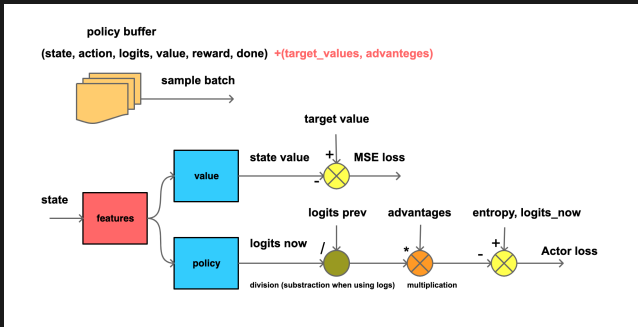 policy buffer
(state, action, logits, value, reward, done) +(target_values, advanteges)
sample batch
target value
state value
+
MSE loss
-
value
state
features
logits prev
advantages
entropy, logits_now
logits now
/
*
+
-
Actor loss
policy
division (substraction when using logs)
multiplication